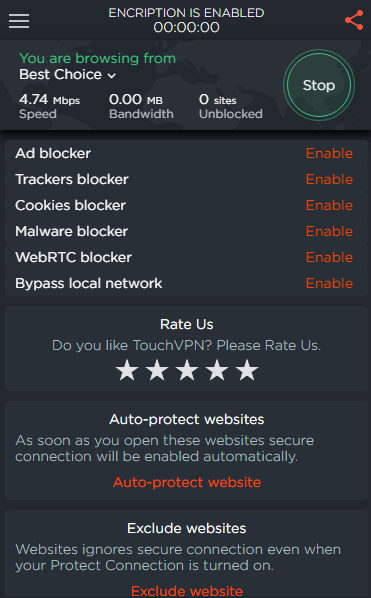 ENCRIPTION IS ENABLED
00:00:00
You are browsing from
Best Choice
4.74 Mbps 0.00 MB 0 sites
Speed Bandwidth Unblocked
Stop
Ad blocker Enable
Trackers blocker Enable
Cookies blocker Enable
Malware blocker Enable
WebRTC blocker Enable
Bypass local network Enable
Rate Us
Do you like TouchVPN? Please Rate Us.
Auto-protect websites
As soon as you open these websites secure
connection will be enabled automatically.
Auto-protect website
Exclude websites
Websites ignores secure connection even when
your Protect Connection is turned on.
Exclude website